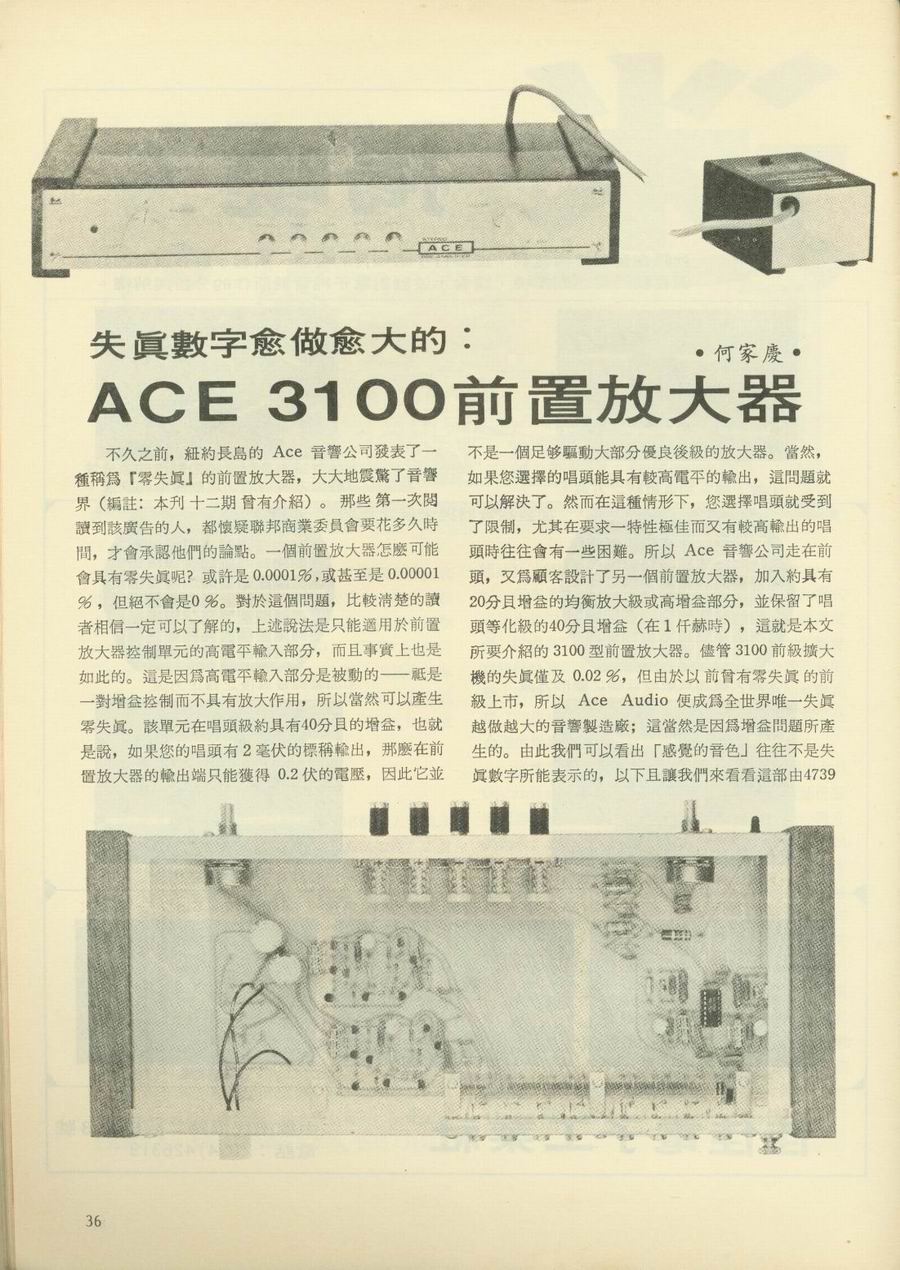 ACE
失眞數字愈做愈大的：
•何家慶•
ACE 3100前置放大器
不久之前，紐約長島的 Ace 音響公司發表了一
種稱爲『零失眞』的前置放大器，大大地震驚了音響
界（編註：本刊十二期曾有介紹）。那些第一次閱
讀到該廣告的人，都懷疑聯邦商業委員會要花多久時
間，才會承認他們的論點。一個前置放大器怎麼可能
會具有零失眞呢？或許是 0.0001%，或甚至是 0.00001
%，但絕不會是0 %。對於這個問題，比較淸楚的讀
者相信一定可以了解的，上述說法是只能適用於前置
放大器控制單元的高電平輸入部分，而且事實上也是
如此的。這是因爲高電平輸入部分是被動的——祗是
一對增益控制而不具有放大作用，所以當然可以產生
零失眞。該單元在唱頭級約具有40分貝的增益，也就
是說，如果您的唱頭有 2 毫伏的標稱輸出，那麼在前
置放大器的輸出端只能獲得 0.2 伏的電壓，因此它並
不是一個足够驅動大部分優良後級的放大器。當然，
如果您選擇的唱頭能具有較高電平的輸出，這問題就
可以解決了。然而在這種情形下，您選擇唱頭就受到
了限制，尤其在要求一特性極佳而又有較高輸出的唱
頭時往往會有一些困難。所以 Ace 音響公司走在前
頭，又爲顧客設計了另一個前置放大器，加入約具有
20分貝增益的均衡放大級或高增益部分，並保留了唱
頭等化級的40分貝增益（在 1 仟赫時），這就是本文
所要介紹的 3100 型前置放大器。儘管 3100 前級擴大
機的失眞僅及 0.02 %，但由於以前曾有零失眞的前
級上市，所以 Ace Audio 便成爲全世界唯一失眞
越做越大的音響製造廠；這當然是因爲增益問題所產
生的。由此我們可以看出「感覺的音色」往往不是失
眞數字所能表示的，以下且讓我們來看看這部由4739
36